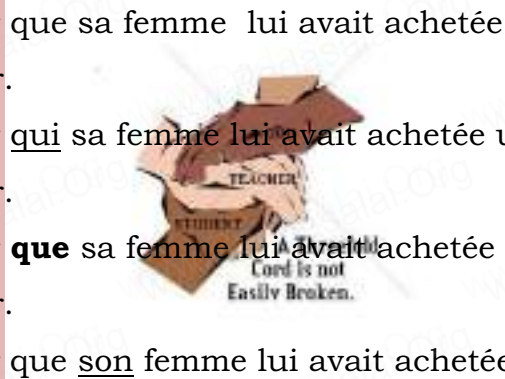 que sa femme lui avait achetée
r.
qui sa femme lui avait achetée u
r.
TEACHER
STUDENT
que sa femme lui avait achetée
A Threefold
Cord is not
Easily Broken.
r.
que son femme lui avait achetée